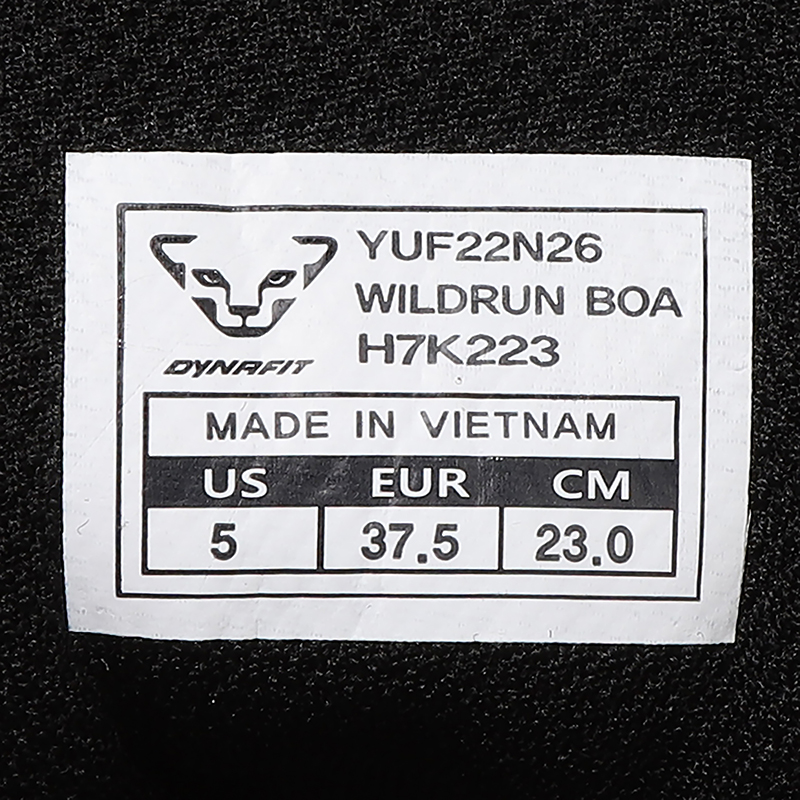 YUF22N26
WILDRUN BOA
H7K223
DYNAFIT
MADE IN VIETNAM
US EUR CM
5 37.5 23.0